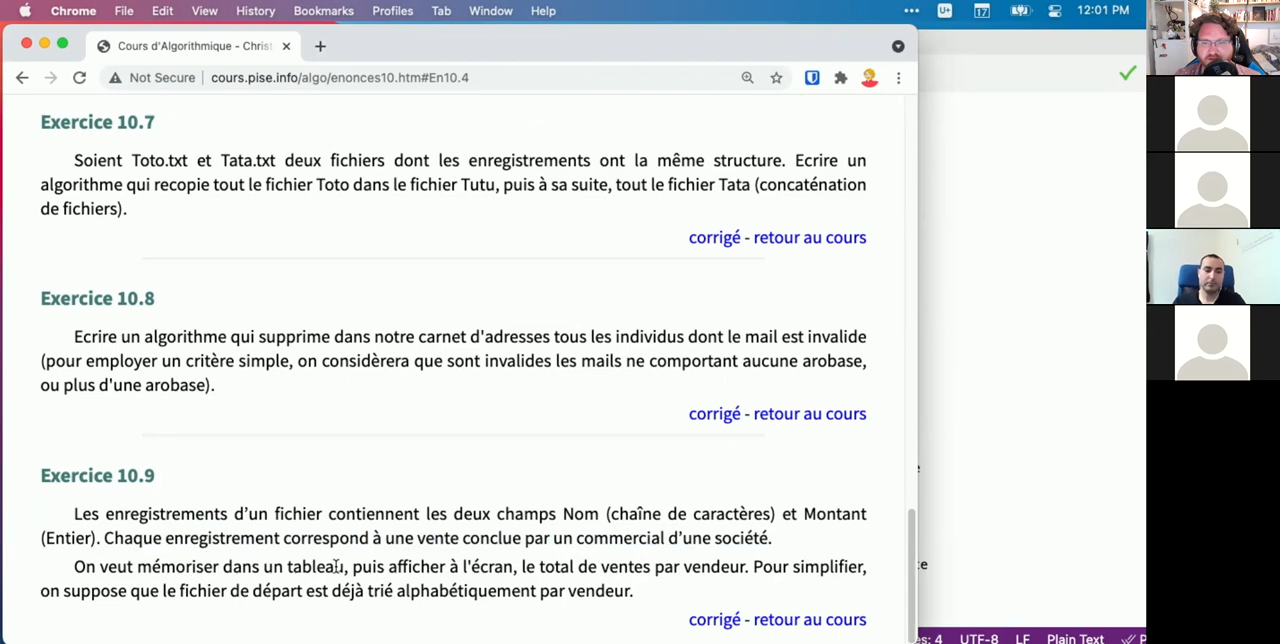 Chrome File Edit View History Bookmarks Profiles Tab Window Help
17
12:01 PM
Cours d'Algorithmique - Christ
Not Secure | cours.pise.info/algo/enonces10.htm#En10.4
Exercice 10.7
Soient Toto.txt et Tata.txt deux fichiers dont les enregistrements ont la même structure. Ecrire un
algorithme qui recopie tout le fichier Toto dans le fichier Tutu, puis à sa suite, tout le fichier Tata (concaténation
de fichiers).
corrigé - retour au cours
Exercice 10.8
Ecrire un algorithme qui supprime dans notre carnet d'adresses tous les individus dont le mail est invalide
(pour employer un critère simple, on considèrera que sont invalides les mails ne comportant aucune arobase,
ou plus d'une arobase).
corrigé - retour au cours
Exercice 10.9
Les enregistrements d’un fichier contiennent les deux champs Nom (chaîne de caractères) et Montant
(Entier). Chaque enregistrement correspond à une vente conclue par un commercial d’une société.
On veut mémoriser dans un tableau, puis afficher à l'écran, le total de ventes par vendeur. Pour simplifier,
on suppose que le fichier de départ est déjà trié alphabétiquement par vendeur.
corrigé - retour au cours
es: 4 UTF-8 LF Plain Text